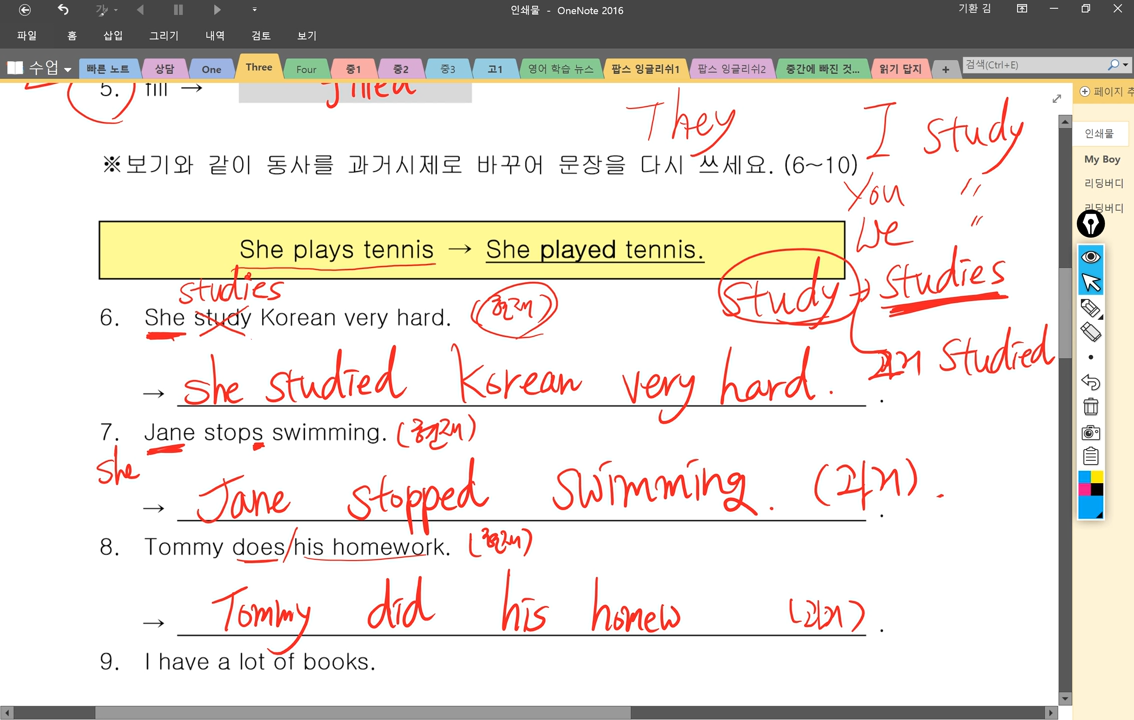 인쇄물 - OneNote 2016
기환 김
파일 홈 삽입 그리기 내역 검토 보기
수업 빠른 노트 상담 One Three Four 중1 중2 중3 고1 영어 학습 뉴스 팝스 잉글리쉬1 팝스 잉글리쉬2 중간에 빠진 것... 읽기 답지 + 검색(Ctrl+E)
페이지 추
인쇄물
My Boy
리딩버디
리딩버디
5. fill → filled
They
I study
※보기와 같이 동사를 과거시제로 바꾸어 문장을 다시 쓰세요. (6~10)
You "
We "
She plays tennis → She played tennis.
study → studies
studies
6. She study Korean very hard. (현재)
과거 studied
→ she studied Korean very hard. .
7. Jane stops swimming. (현재)
she
→ Jane stopped swimming. (과거) .
8. Tommy does/his homework. (현재)
→ Tommy did his homew (과거) .
9. I have a lot of books.